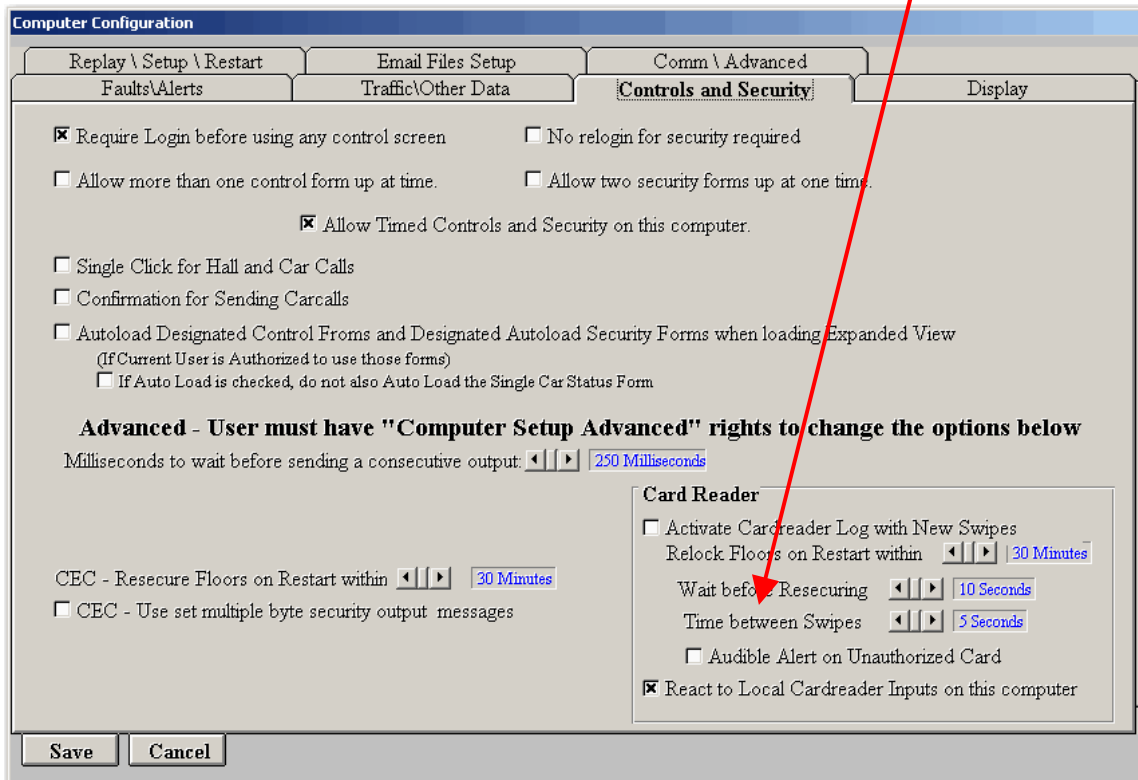 Computer Configuration
Replay \ Setup \ Restart
Email Files Setup
Comm \ Advanced
Faults\Alerts
Traffic\Other Data
Controls and Security
Display
Require Login before using any control screen
No relogin for security required
Allow more than one control form up at time.
Allow two security forms up at one time.
Allow Timed Controls and Security on this computer.
Single Click for Hall and Car Calls
Confirmation for Sending Carcalls
Autoload Designated Control Froms and Designated Autoload Security Forms when loading Expanded View
(If Current User is Authorized to use those forms)
If Auto Load is checked, do not also Auto Load the Single Car Status Form
Advanced - User must have "Computer Setup Advanced" rights to change the options below
Milliseconds to wait before sending a consecutive output: 250 Milliseconds
Card Reader
Activate Cardreader Log with New Swipes
Relock Floors on Restart within 30 Minutes
CEC - Resecure Floors on Restart within 30 Minutes
Wait before Resecuring 10 Seconds
CEC - Use set multiple byte security output messages
Time between Swipes 5 Seconds
Audible Alert on Unauthorized Card
React to Local Cardreader Inputs on this computer
Save
Cancel